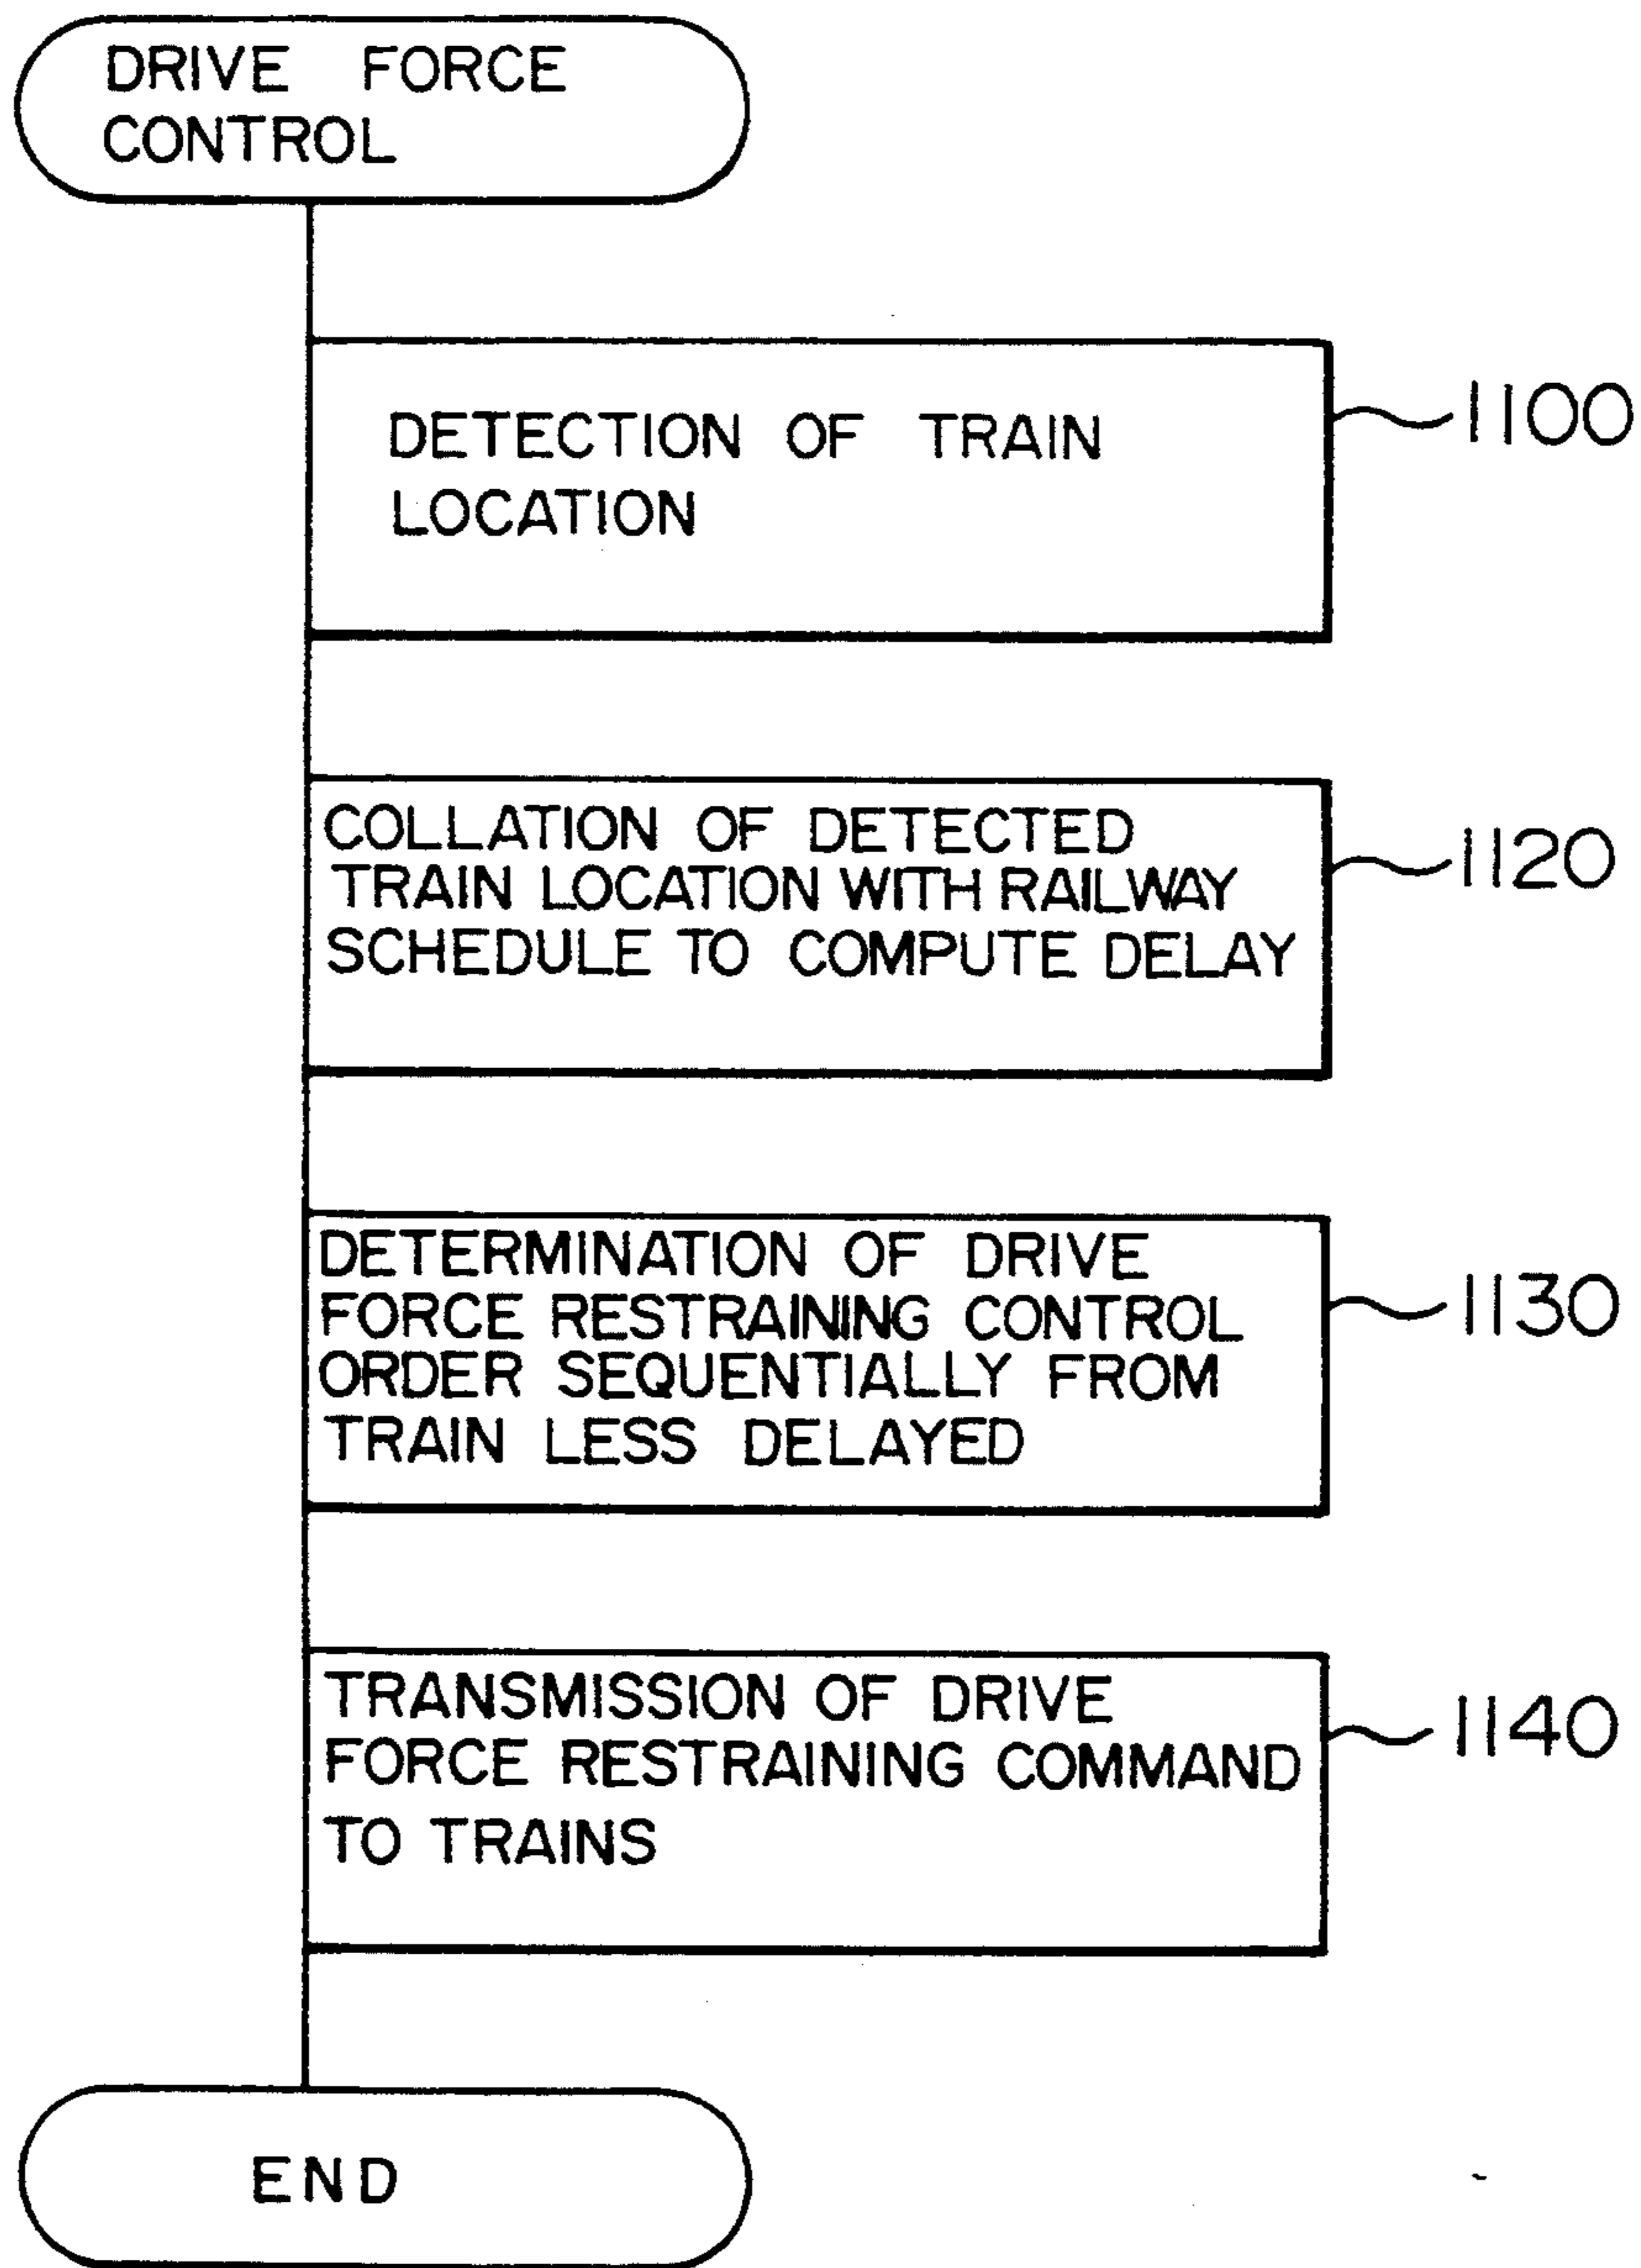 DRIVE FORCE
CONTROL
DETECTION OF TRAIN
LOCATION
1100
COLLATION OF DETECTED
TRAIN LOCATION WITH RAILWAY
SCHEDULE TO COMPUTE DELAY
1120
DETERMINATION OF DRIVE
FORCE RESTRAINING CONTROL
ORDER SEQUENTIALLY FROM
TRAIN LESS DELAYED
1130
TRANSMISSION OF DRIVE
FORCE RESTRAINING COMMAND
TO TRAINS
1140
END